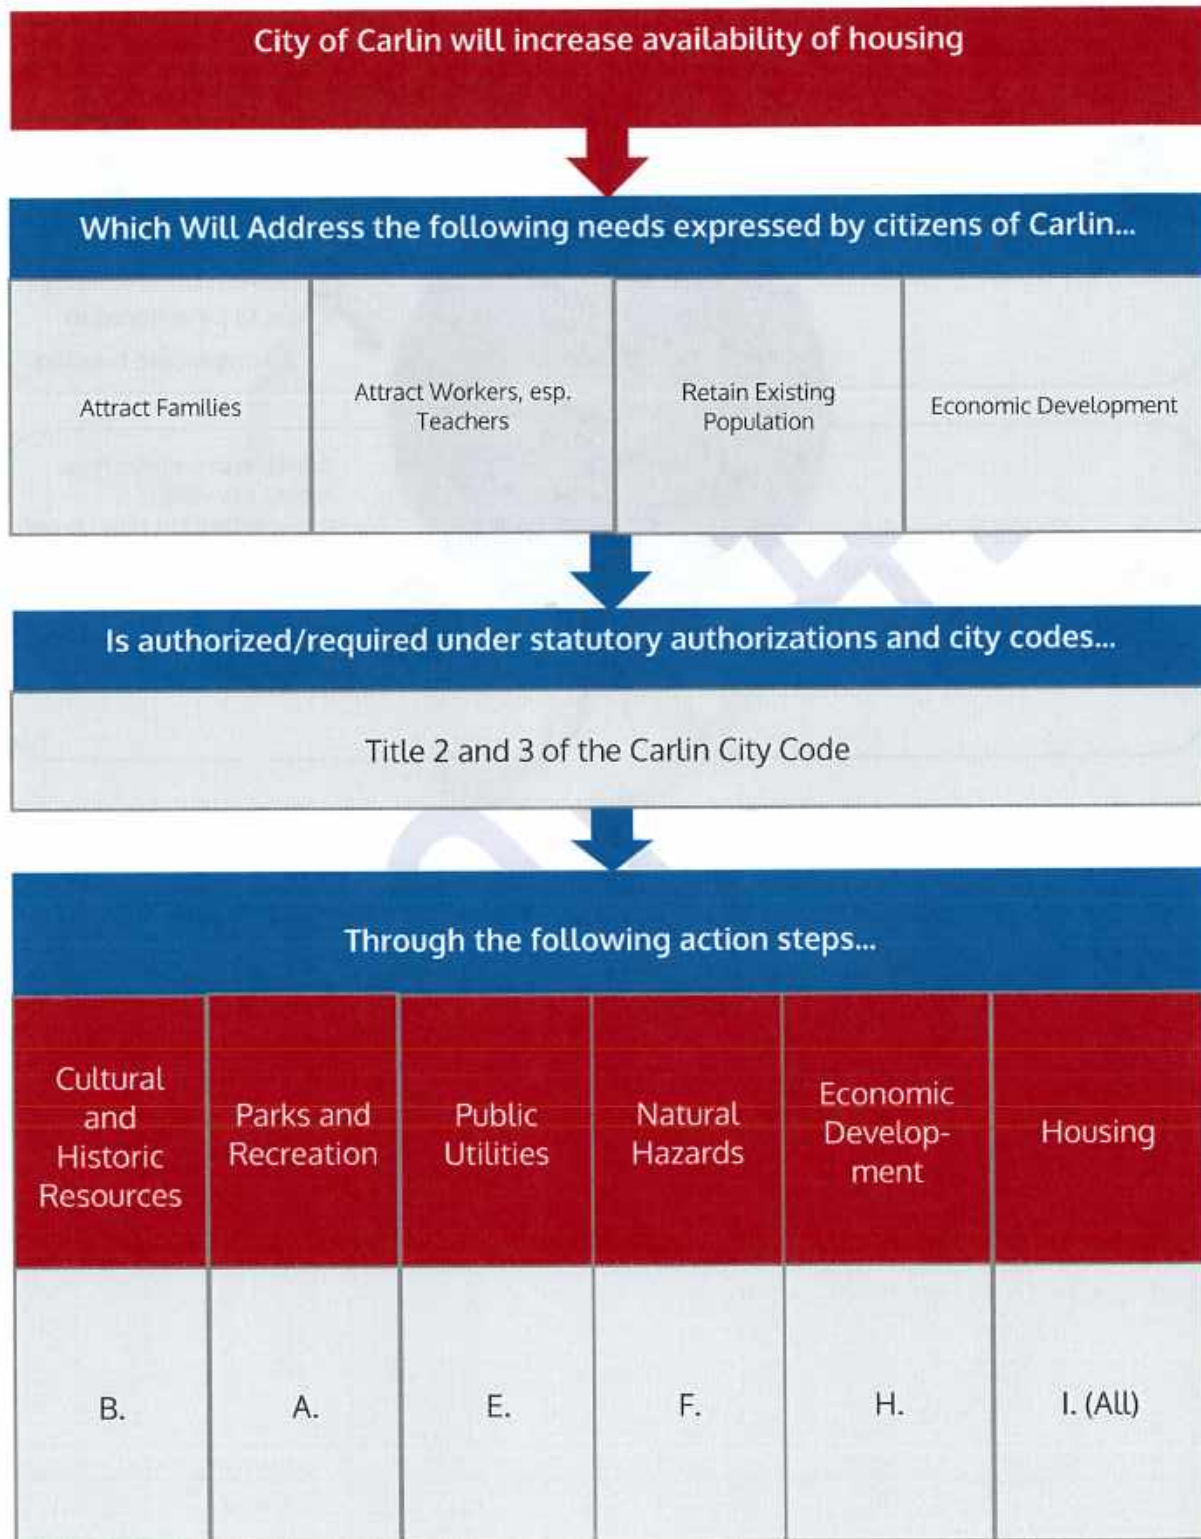 City of Carlin will increase availability of housing
Which Will Address the following needs expressed by citizens of Carlin...
Attract Families
Attract Workers, esp.
Teachers
Retain Existing
Population
Economic Development
Is authorized/required under statutory authorizations and city codes...
Title 2 and 3 of the Carlin City Code
Through the following action steps...
Cultural
and
Historic
Resources
Parks and
Recreation
Public
Utilities
Natural
Hazards
Economic
Develop-
ment
Housing
B.
A.
E.
F.
H.
I. (All)